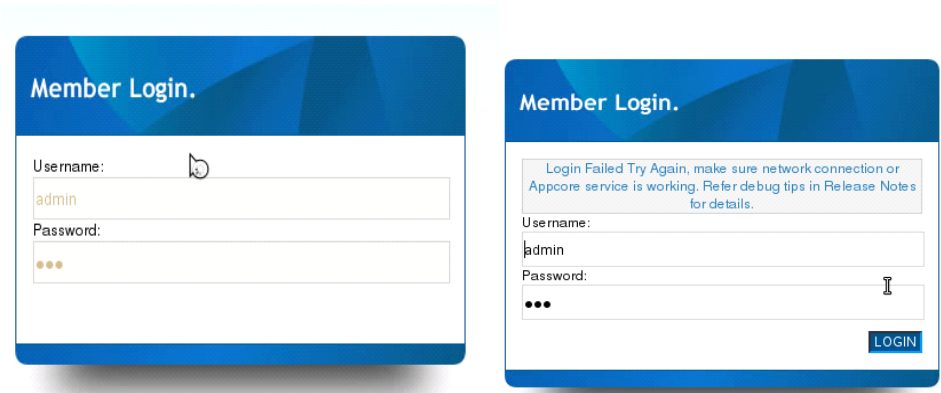 Member Login.
Username:
admin
Password:
●●●
Member Login.
Login Failed Try Again, make sure network connection or
Appcore service is working. Refer debug tips in Release Notes
for details.
Username:
admin
Password:
●●●
LOGIN